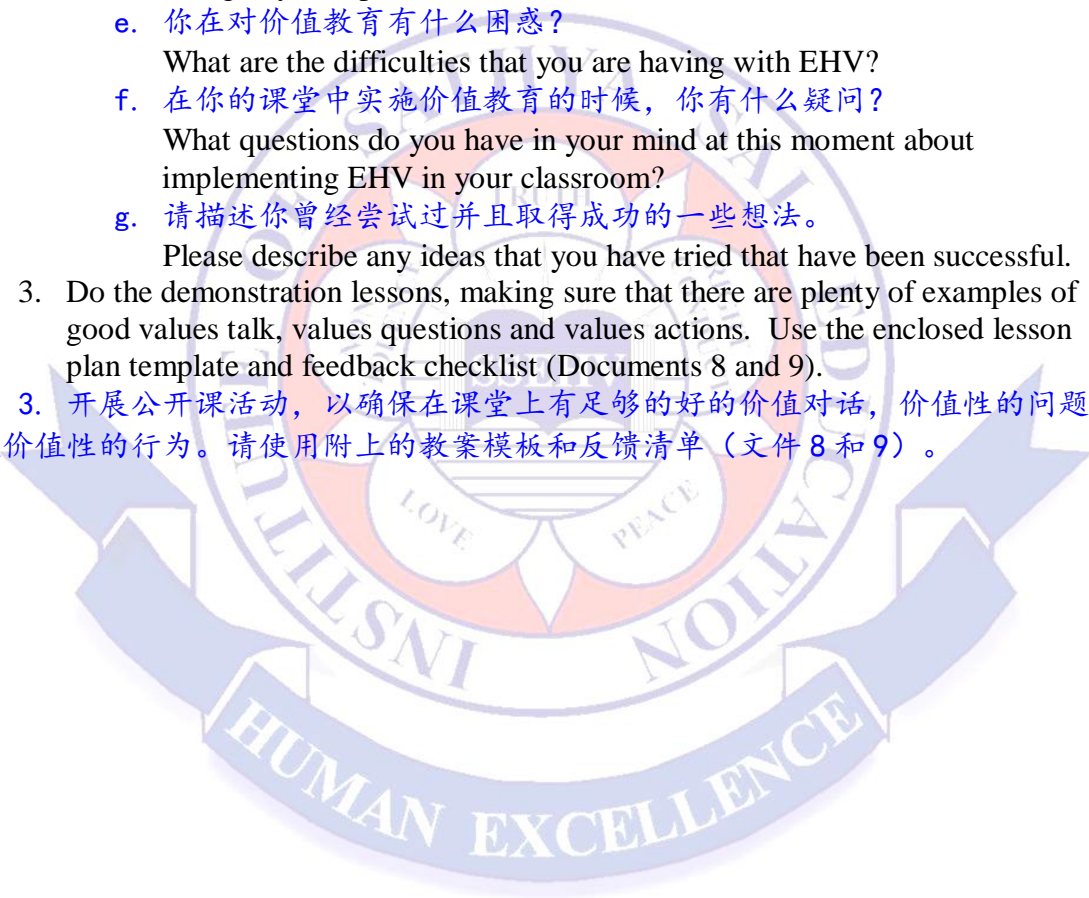 e. 你在对价值教育有什么困惑？
What are the difficulties that you are having with EHV?
f. 在你的课堂中实施价值教育的时候，你有什么疑问？
What questions do you have in your mind at this moment about
implementing EHV in your classroom?
g. 请描述你曾经尝试过并且取得成功的一些想法。
Please describe any ideas that you have tried that have been successful.
3. Do the demonstration lessons, making sure that there are plenty of examples of
good values talk, values questions and values actions. Use the enclosed lesson
plan template and feedback checklist (Documents 8 and 9).
3. 开展公开课活动，以确保在课堂上有足够的好的价值对话，价值性的问题
价值性的行为。请使用附上的教案模板和反馈清单（文件 8 和 9）。
INSTITUTE OF SATHYA SAI EDUCATION
TRUTH
RIGHT CONDUCT
SSEHV
LOVE
PEACE
HUMAN EXCELLENCE